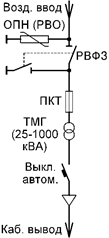 Возд. ввод
ОПН (РВО)
РВФЗ
ПКТ
ТМГ
(25-1000
кВА)
Выкл.
автом.
Каб. вывод